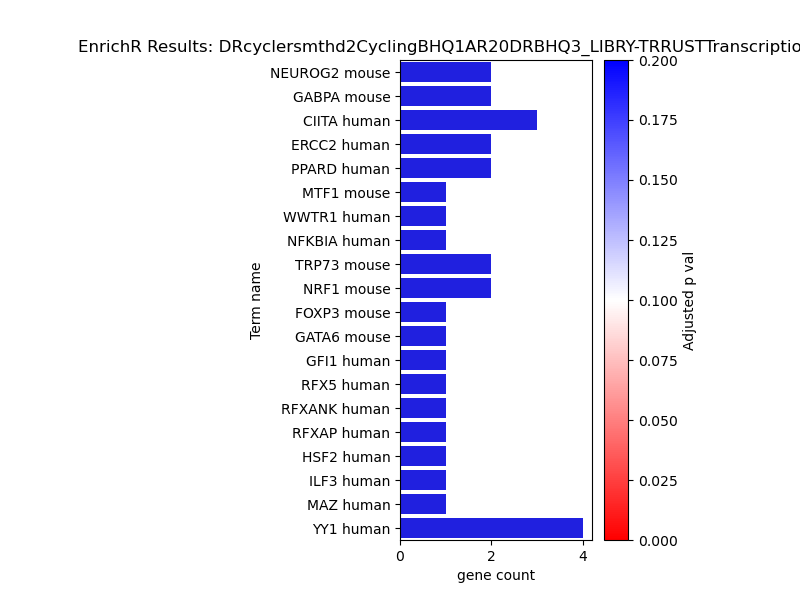 EnrichR Results: DRcyclersmthd2CyclingBHQ1AR20DRBHQ3_LIBRY-TRRUSTTranscriptio
NEUROG2 mouse
GABPA mouse
CIITA human
ERCC2 human
PPARD human
MTF1 mouse
WWTR1 human
NFKBIA human
TRP73 mouse
NRF1 mouse
FOXP3 mouse
GATA6 mouse
GFI1 human
RFX5 human
RFXANK human
RFXAP human
HSF2 human
ILF3 human
MAZ human
YY1 human
Term name
0 2 4
gene count
0.200
0.175
0.150
0.125
0.100
0.075
0.050
0.025
0.000
Adjusted p val